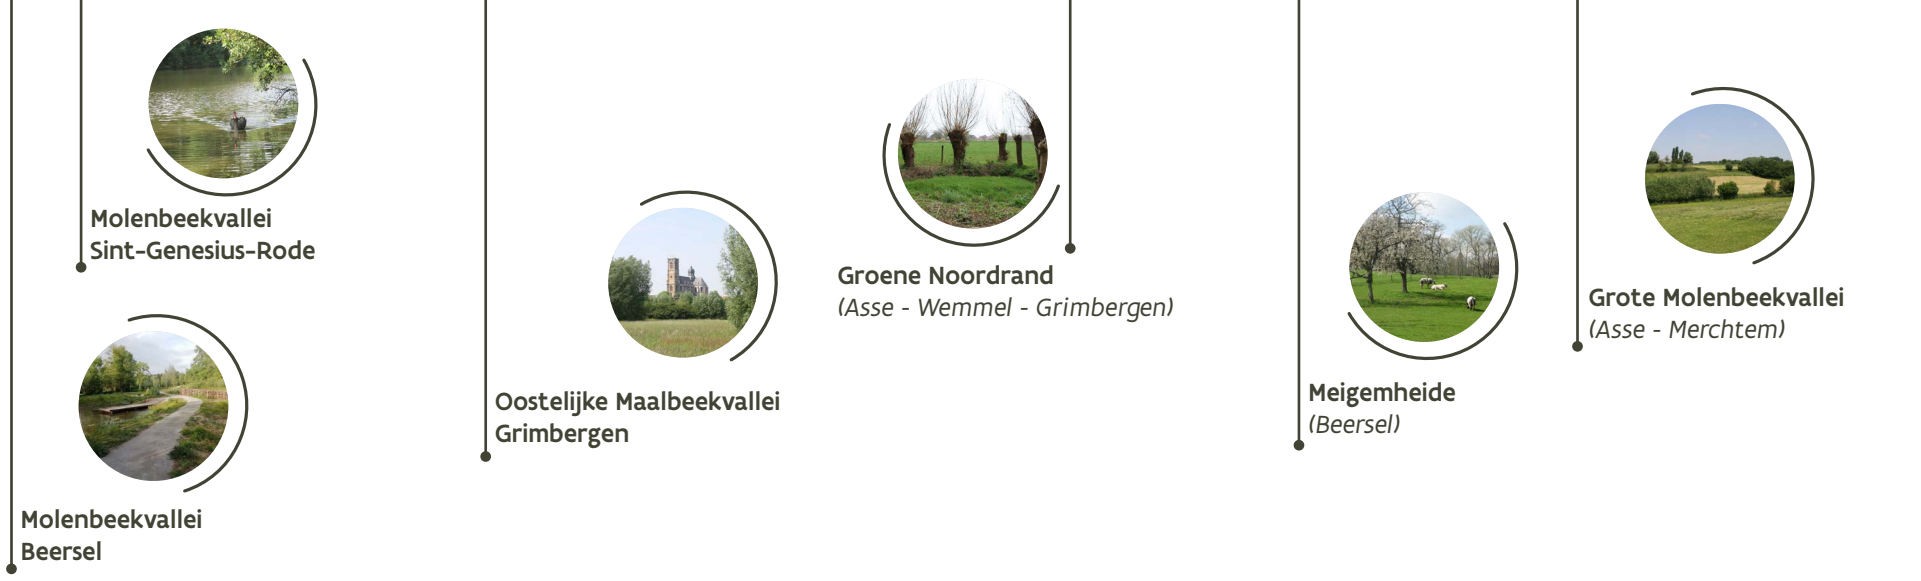 Molenbeekvallei
Sint-Genesius-Rode
Molenbeekvallei
Beersel
Oostelijke Maalbeekvallei
Grimbergen
Groene Noordrand
(Asse - Wemmel - Grimbergen)
Meigemheide
(Beersel)
Grote Molenbeekvallei
(Asse - Merchtem)